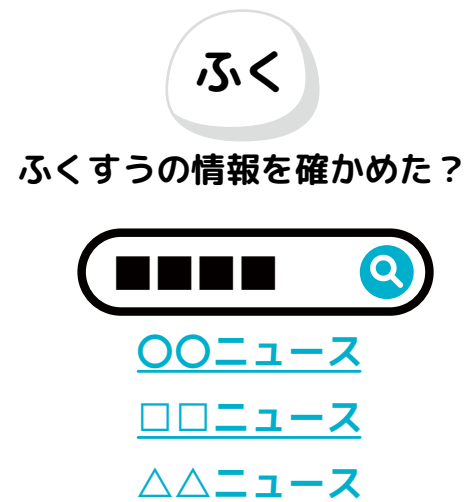 ふく
ふくすうの情報を確かめた？
■■■■
〇〇ニュース
□□ニュース
△△ニュース